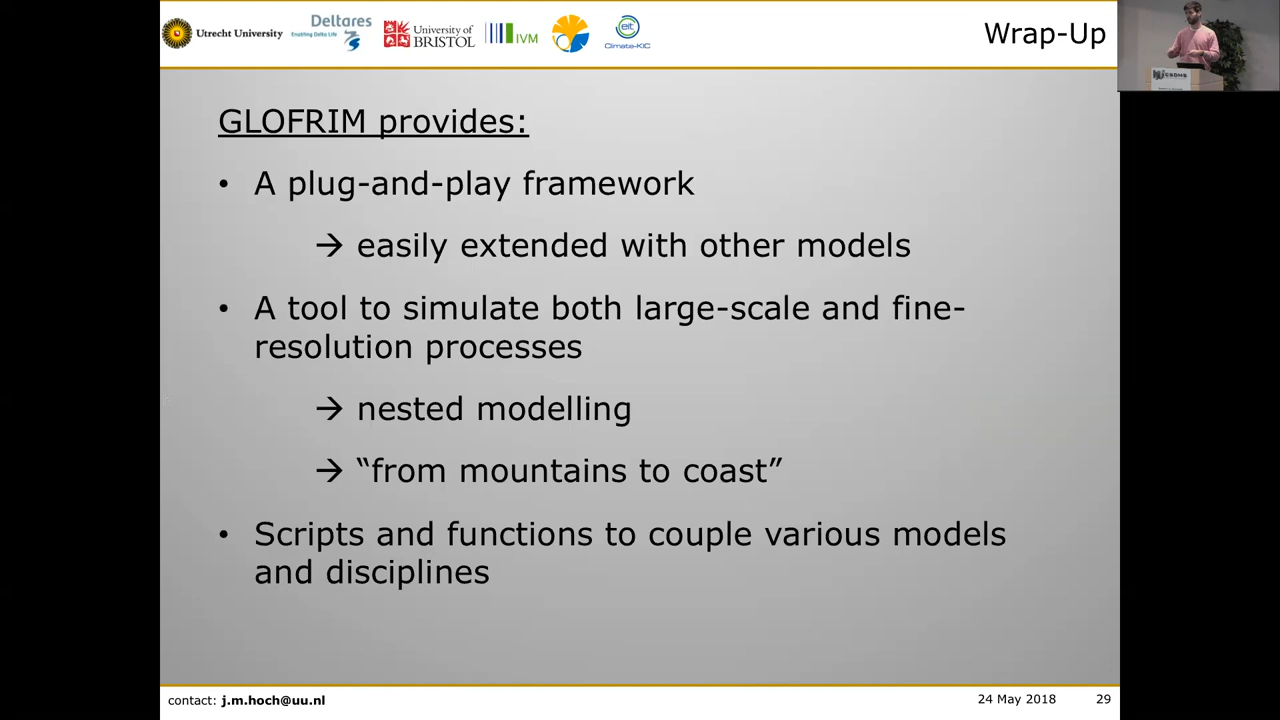 Utrecht University
Deltares
Enabling Delta Life
University of
BRISTOL
IVM
eit
Climate-KIC
Wrap-Up
CSDMS
GLOFRIM provides:
• A plug-and-play framework
→ easily extended with other models
• A tool to simulate both large-scale and fine-
resolution processes
→ nested modelling
→ “from mountains to coast”
• Scripts and functions to couple various models
and disciplines
contact: j.m.hoch@uu.nl
24 May 2018
29